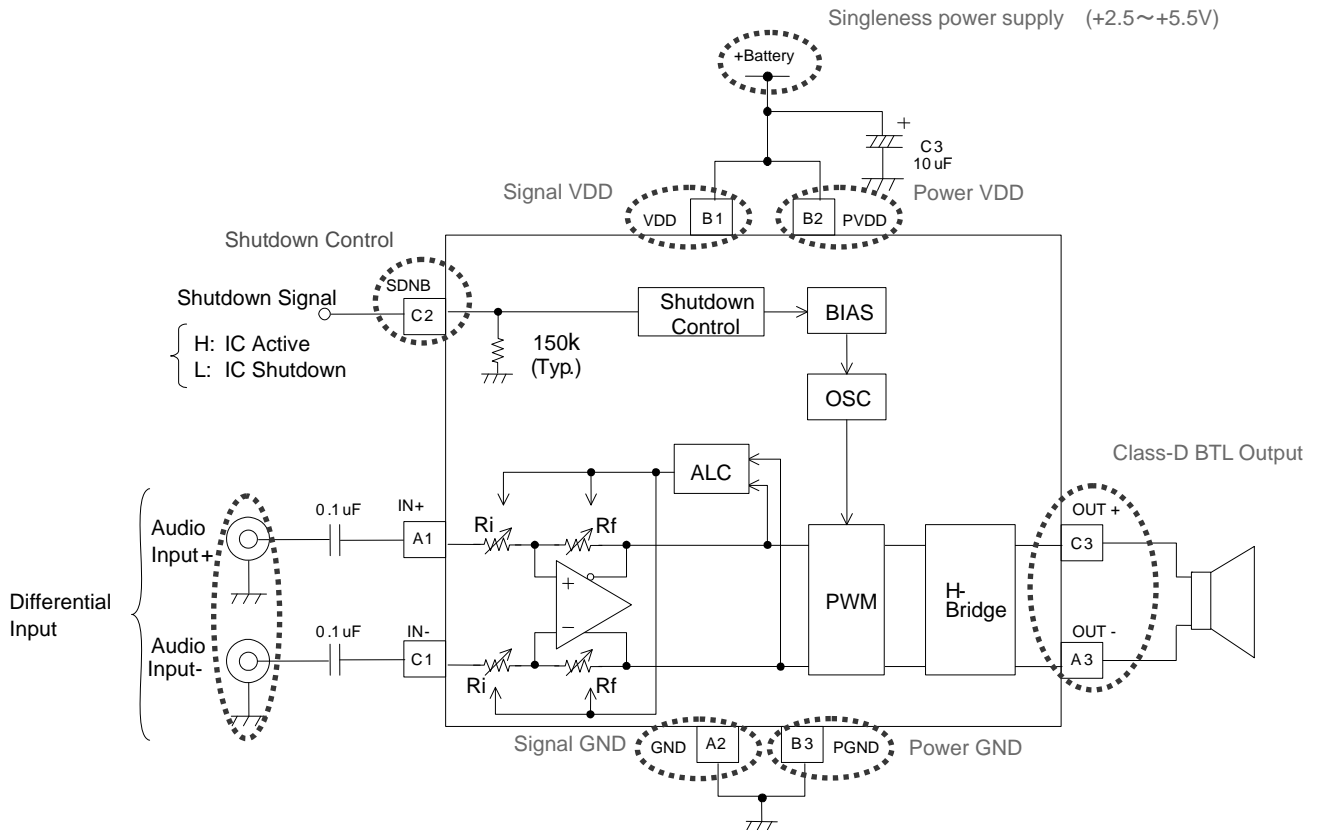 Singleness power supply (+2.5～+5.5V)
+Battery
+
C3
10uF
Signal VDD
Power VDD
VDD
B1
B2
PVDD
Shutdown Control
SDNB
Shutdown Signal
C2
H: IC Active
L: IC Shutdown
150k
(Typ.)
Shutdown
Control
BIAS
OSC
ALC
Class-D BTL Output
Differential
Input
Audio
Input+
0.1uF
IN+
A1
Ri
Rf
+
−
PWM
H-
Bridge
OUT +
C3
Audio
Input-
0.1uF
IN-
C1
Ri
Rf
OUT -
A3
Signal GND
GND
A2
B3
PGND
Power GND